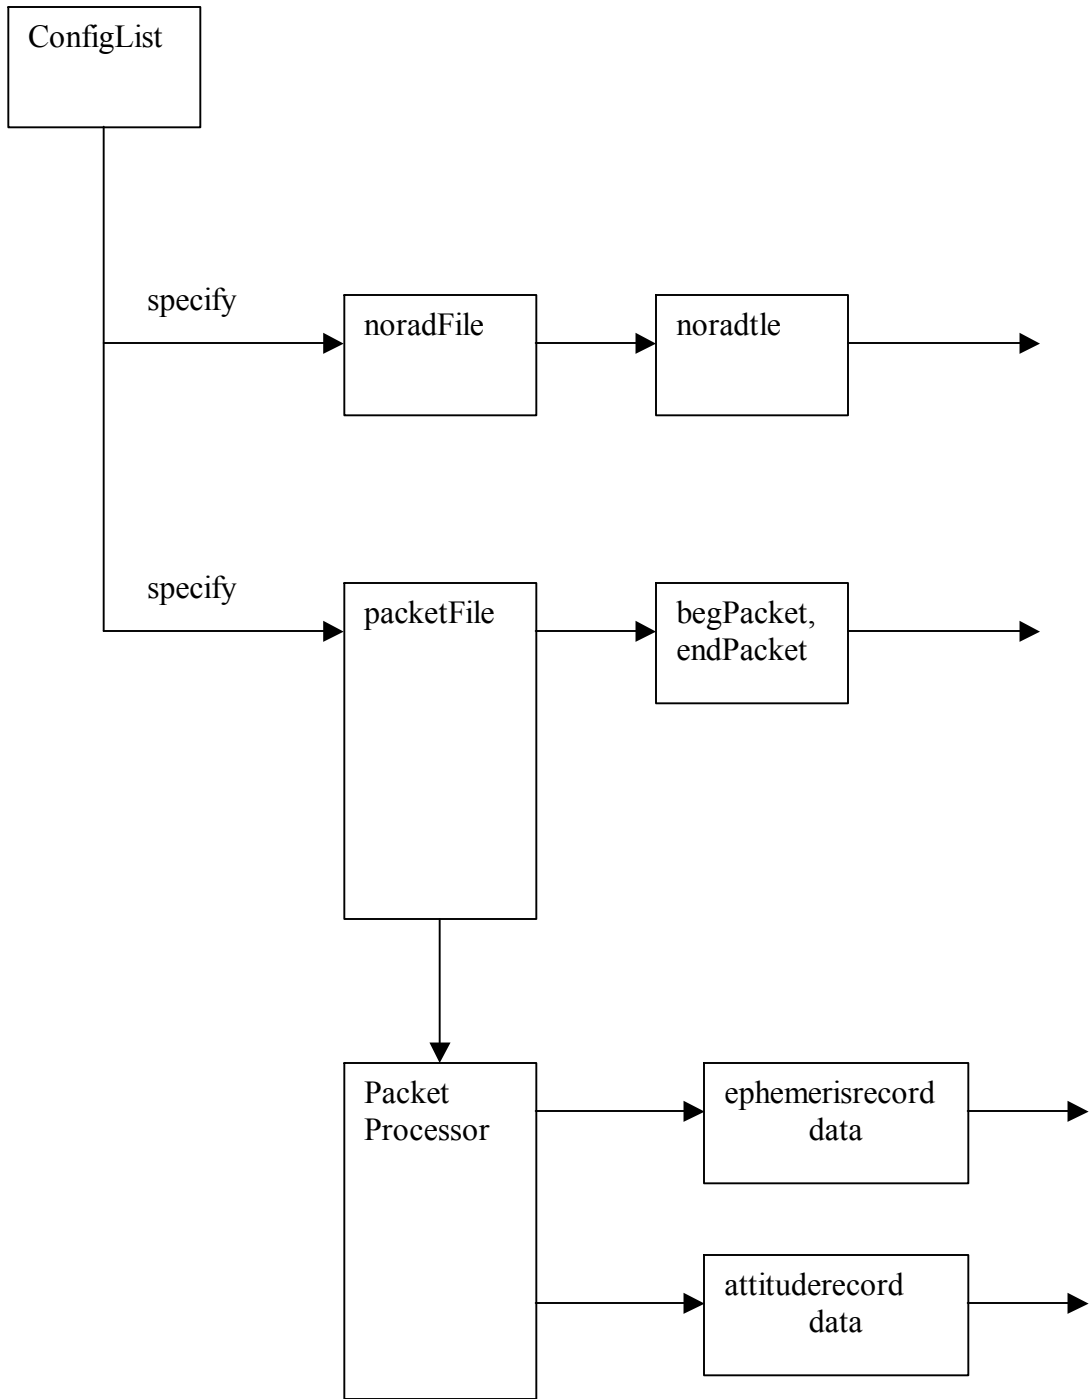 ConfigList
specify
noradFile
noradtle
specify
packetFile
begPacket,
endPacket
Packet
Processor
ephemerisrecord
data
attituderecord
data